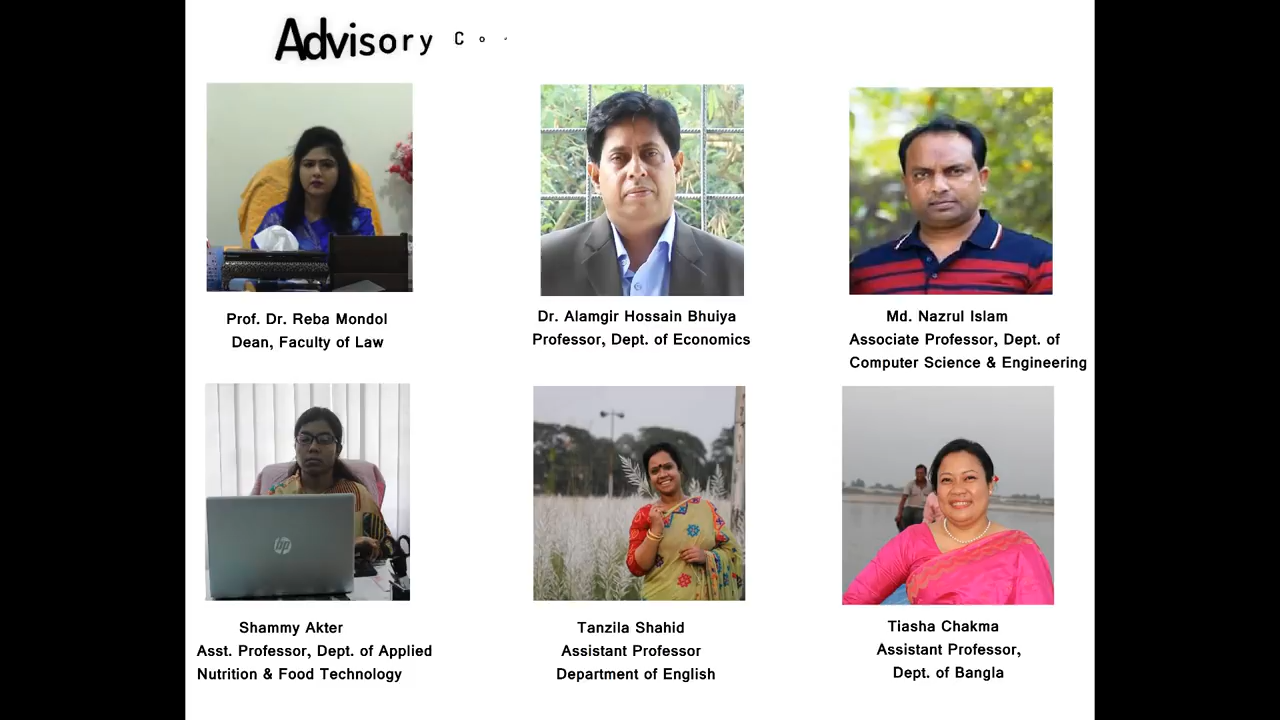 Advisory Co
Prof. Dr. Reba Mondol
Dean, Faculty of Law
Dr. Alamgir Hossain Bhuiya
Professor, Dept. of Economics
Md. Nazrul Islam
Associate Professor, Dept. of
Computer Science & Engineering
hp
Shammy Akter
Asst. Professor, Dept. of Applied
Nutrition & Food Technology
Tanzila Shahid
Assistant Professor
Department of English
Tiasha Chakma
Assistant Professor,
Dept. of Bangla